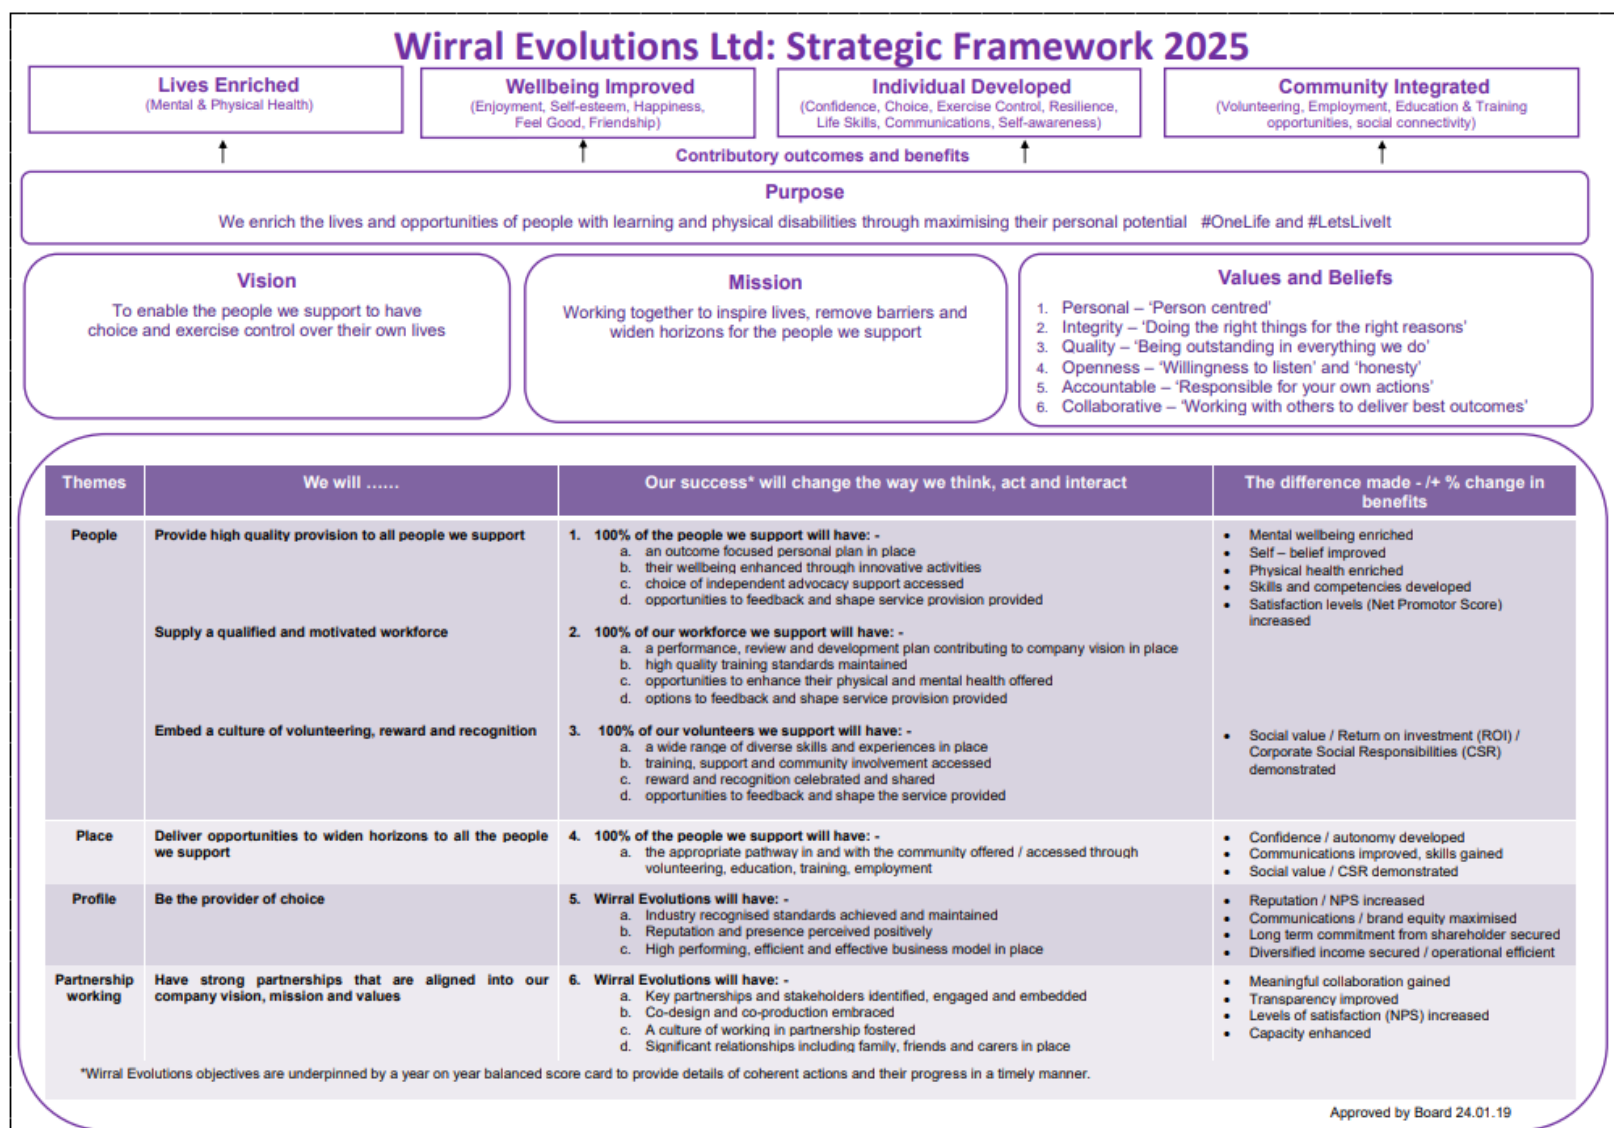 Wirral Evolutions Ltd: Strategic Framework 2025
Lives Enriched
(Mental & Physical Health)
Wellbeing Improved
(Enjoyment, Self-esteem, Happiness,
Feel Good, Friendship)
Individual Developed
(Confidence, Choice, Exercise Control, Resilience,
Life Skills, Communications, Self-awareness)
Community Integrated
(Volunteering, Employment, Education & Training
opportunities, social connectivity)
Contributory outcomes and benefits
Purpose
We enrich the lives and opportunities of people with learning and physical disabilities through maximising their personal potential #OneLife and #LetsLiveIt
Vision
To enable the people we support to have
choice and exercise control over their own lives
Mission
Working together to inspire lives, remove barriers and
widen horizons for the people we support
Values and Beliefs
1. Personal – ‘Person centred’
2. Integrity – ‘Doing the right things for the right reasons’
3. Quality – ‘Being outstanding in everything we do’
4. Openness – ‘Willingness to listen’ and ‘honesty’
5. Accountable – ‘Responsible for your own actions’
6. Collaborative – ‘Working with others to deliver best outcomes’
Themes
We will ……
Our success* will change the way we think, act and interact
The difference made - /+ % change in
benefits
People
Provide high quality provision to all people we support
1. 100% of the people we support will have: -
a. an outcome focused personal plan in place
b. their wellbeing enhanced through innovative activities
c. choice of independent advocacy support accessed
d. opportunities to feedback and shape service provision provided
• Mental wellbeing enriched
• Self – belief improved
• Physical health enriched
• Skills and competencies developed
• Satisfaction levels (Net Promotor Score)
increased
Supply a qualified and motivated workforce
2. 100% of our workforce we support will have: -
a. a performance, review and development plan contributing to company vision in place
b. high quality training standards maintained
c. opportunities to enhance their physical and mental health offered
d. options to feedback and shape service provision provided
Embed a culture of volunteering, reward and recognition
3. 100% of our volunteers we support will have: -
a. a wide range of diverse skills and experiences in place
b. training, support and community involvement accessed
c. reward and recognition celebrated and shared
d. opportunities to feedback and shape the service provided
• Social value / Return on investment (ROI) /
Corporate Social Responsibilities (CSR)
demonstrated
Place
Deliver opportunities to widen horizons to all the people
we support
4. 100% of the people we support will have: -
a. the appropriate pathway in and with the community offered / accessed through
volunteering, education, training, employment
• Confidence / autonomy developed
• Communications improved, skills gained
• Social value / CSR demonstrated
Profile
Be the provider of choice
5. Wirral Evolutions will have: -
a. Industry recognised standards achieved and maintained
b. Reputation and presence perceived positively
c. High performing, efficient and effective business model in place
• Reputation / NPS increased
• Communications / brand equity maximised
• Long term commitment from shareholder secured
• Diversified income secured / operational efficient
Partnership
working
Have strong partnerships that are aligned into our
company vision, mission and values
6. Wirral Evolutions will have: -
a. Key partnerships and stakeholders identified, engaged and embedded
b. Co-design and co-production embraced
c. A culture of working in partnership fostered
d. Significant relationships including family, friends and carers in place
• Meaningful collaboration gained
• Transparency improved
• Levels of satisfaction (NPS) increased
• Capacity enhanced
*Wirral Evolutions objectives are underpinned by a year on year balanced score card to provide details of coherent actions and their progress in a timely manner.
Approved by Board 24.01.19